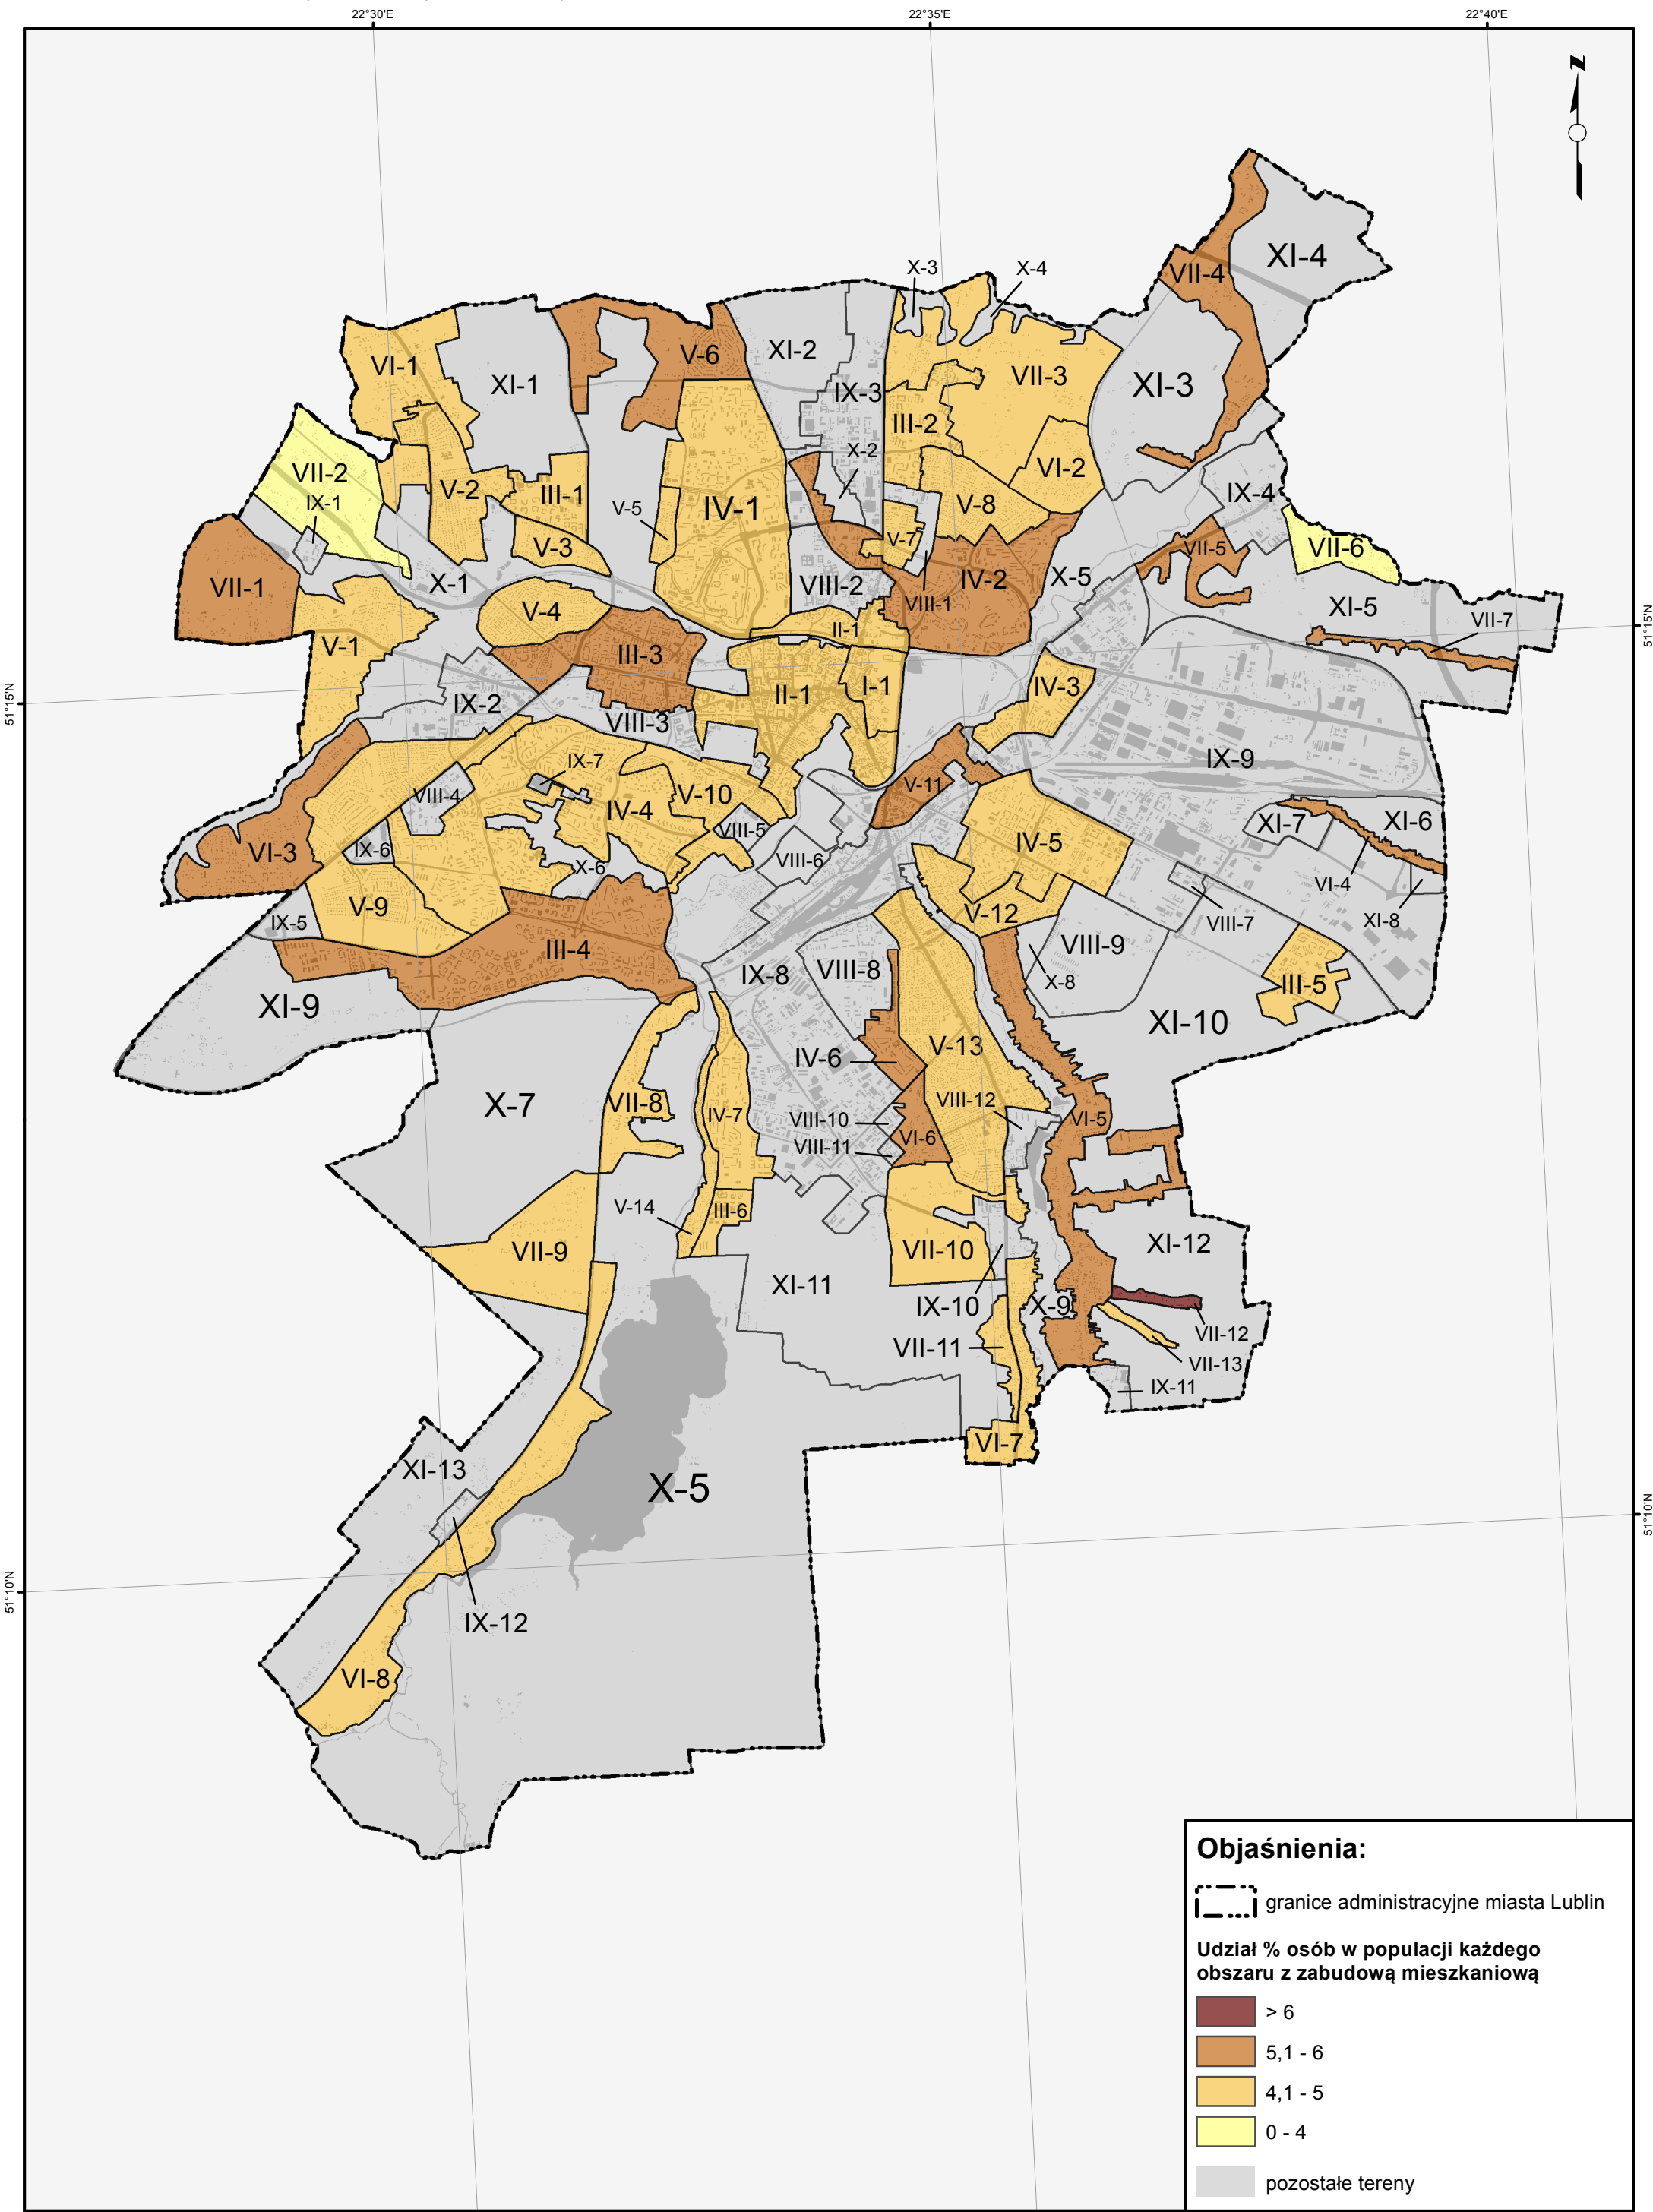 22°30'E 22°35'E 22°40'E
N
X-3 X-4
VII-4 XI-4
VI-1 XI-1 V-6 XI-2 IX-3 VII-3 XI-3
VII-2 IX-1 V-2 III-1 V-5 IV-1 X-2 III-2 VI-2 V-8 IX-4
V-3 V-7 VII-5 VII-6
VII-1 X-1 VIII-2 VIII-1 IV-2 X-5 XI-5 VII-7
V-4 II-1
51°15'N
V-1 III-3 II-1 I-1 IV-3
51°15'N
IX-2 VIII-3
IX-7 V-10 V-11 IX-9
VIII-4 IV-4 VIII-5 IV-5 XI-7 XI-6
VI-3 IX-6 X-6 VIII-6 VI-4
V-9 IX-5 V-12 VIII-7 XI-8
III-4 VIII-9
XI-9 IX-8 VIII-8 X-8 III-5
XI-10
IV-6 V-13
X-7 VII-8 IV-7 VIII-10 VIII-12 VI-5
VIII-11 VI-6
V-14 III-6
VII-9 VII-10 XI-12
XI-11 IX-10 X-9
VII-11 VII-12
VII-13
IX-11
VI-7
XI-13 X-5
51°10'N
51°10'N
IX-12
VI-8
Objaśnienia:
granice administracyjne miasta Lublin
Udział % osób w populacji każdego
obszaru z zabudową mieszkaniową
> 6
5,1 - 6
4,1 - 5
0 - 4
pozostałe tereny